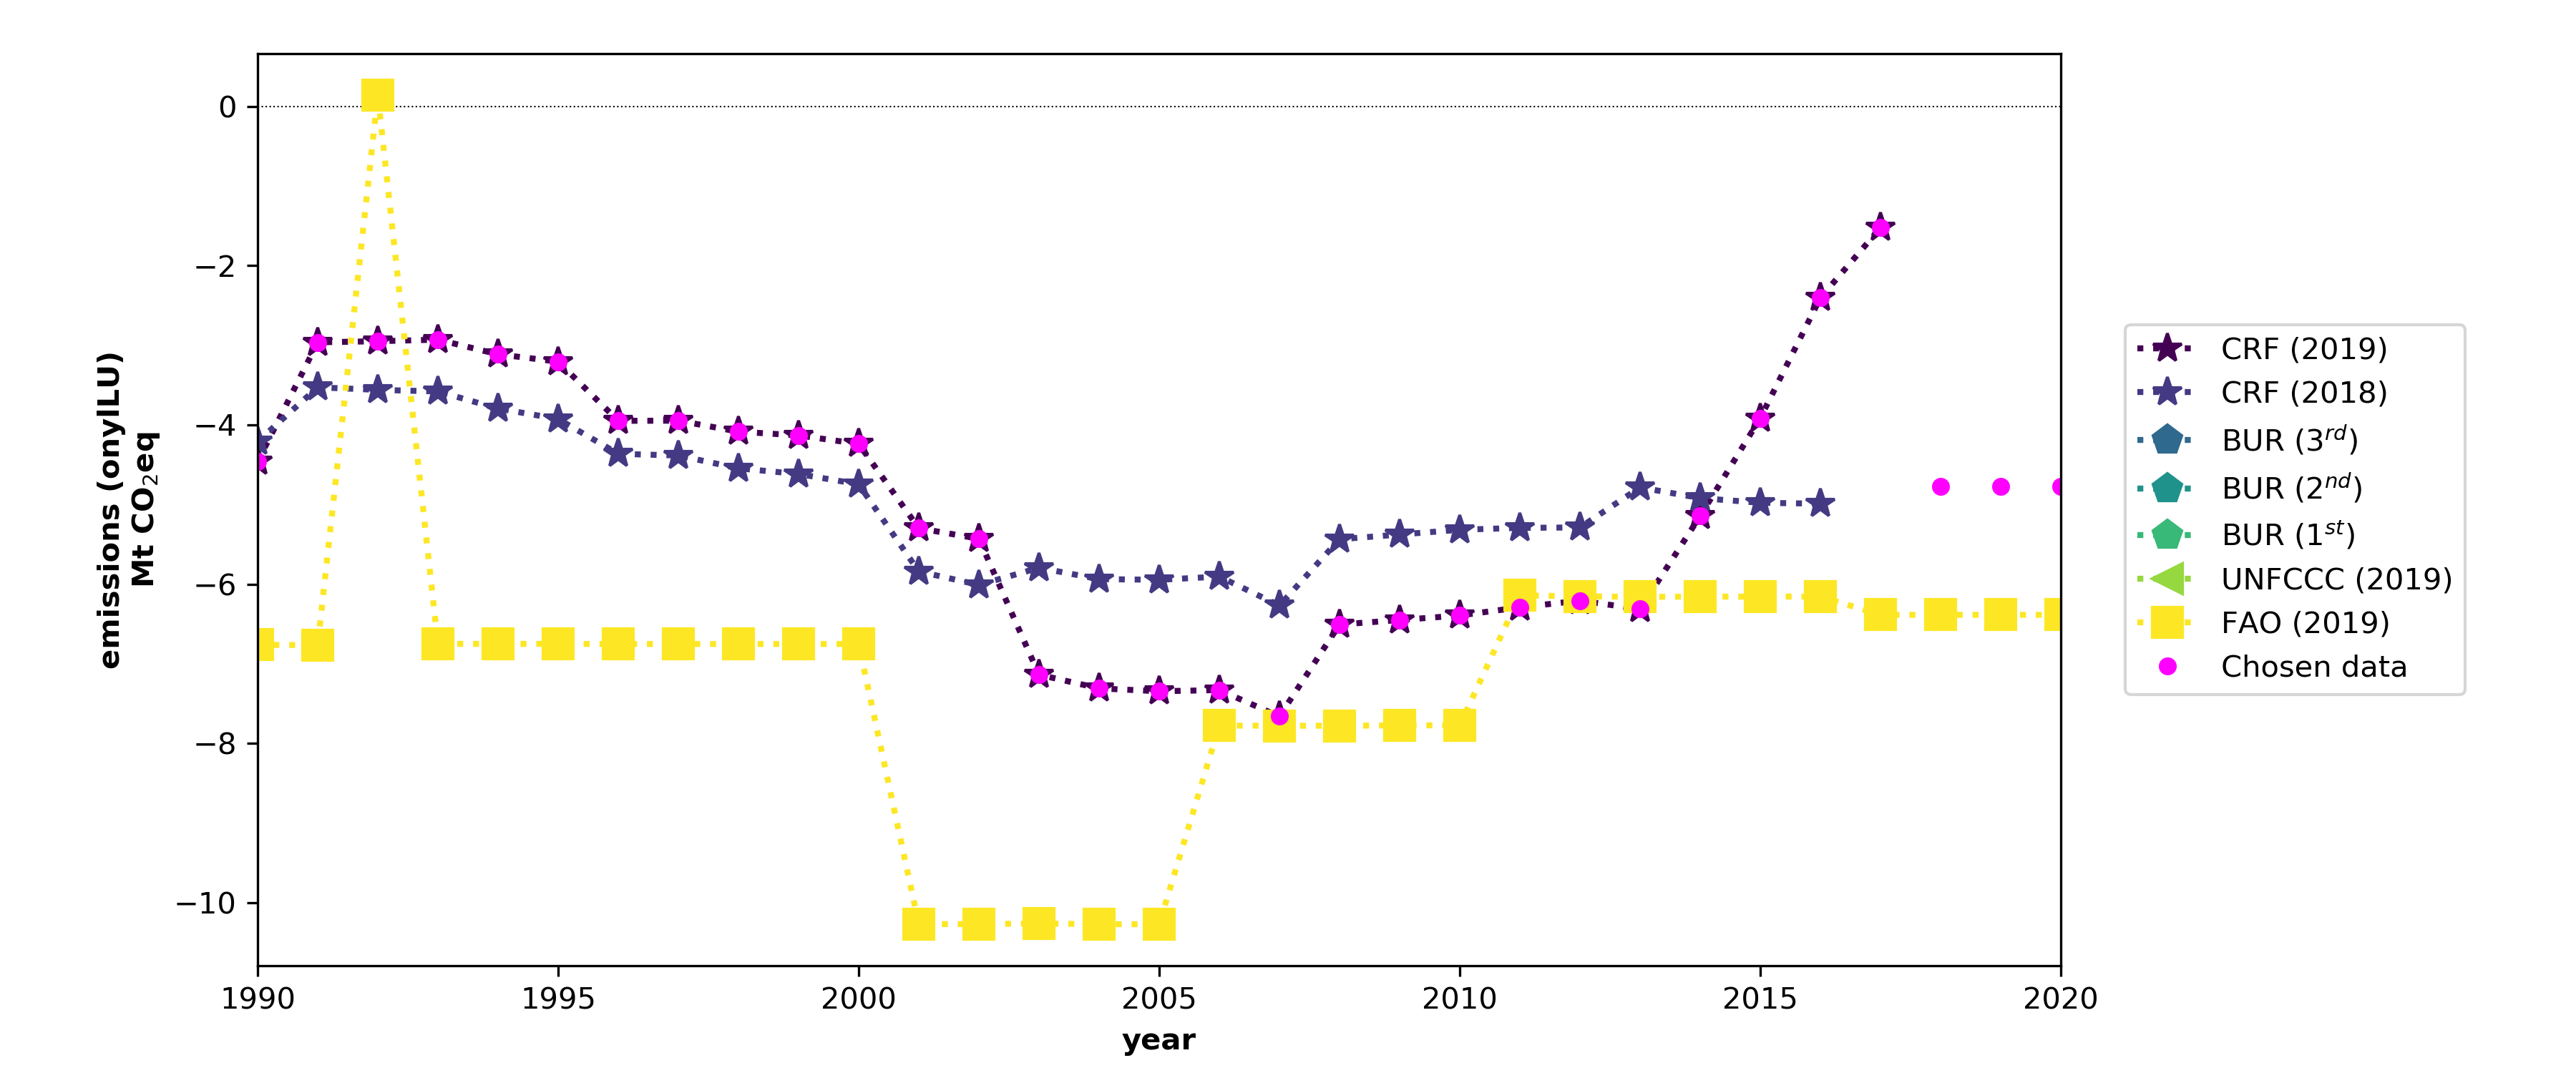 emissions (onylLU)
Mt CO₂eq
0
−2
−4
−6
−8
−10
1990 1995 2000 2005 2010 2015 2020
year
CRF (2019)
CRF (2018)
BUR (3ʳᵈ)
BUR (2ⁿᵈ)
BUR (1ˢᵗ)
UNFCCC (2019)
FAO (2019)
Chosen data